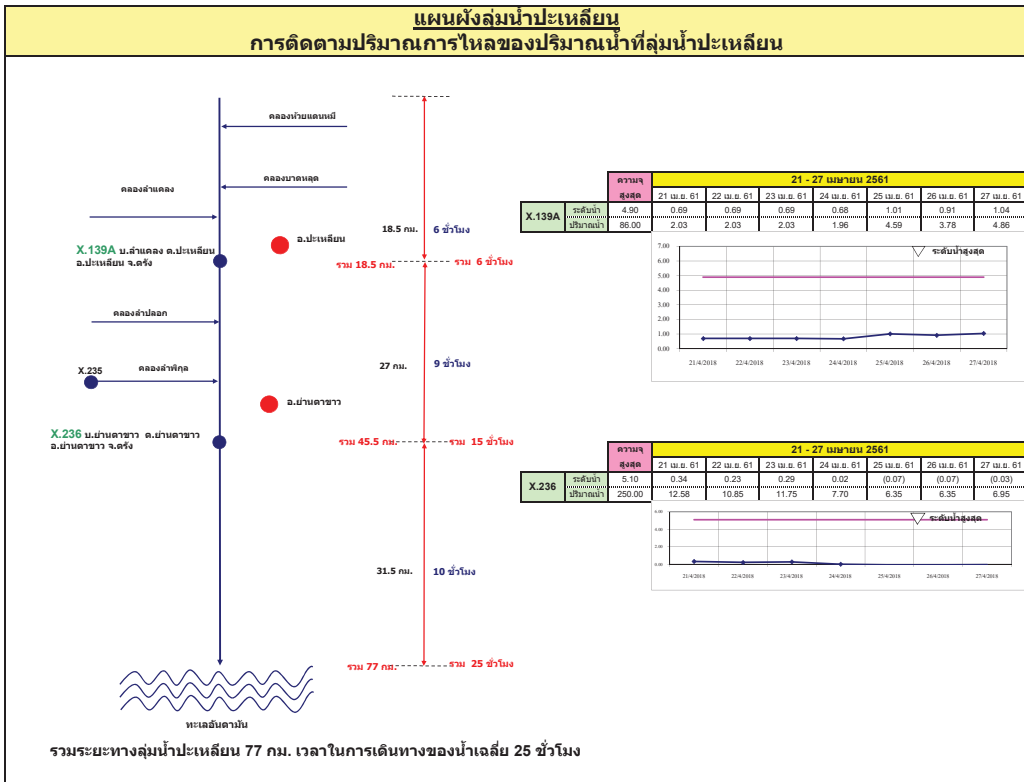 แผนผังลุ่มน้ำปะเหลียน
การติดตามปริมาณการไหลของปริมาณน้ำที่ลุ่มน้ำปะเหลียน
คลองห้วยแดนหมี
คลองบาตหลุด
คลองลำแคลง
18.5 กม.
6 ชั่วโมง
อ.ปะเหลียน
X.139A บ.ลำแคลง ต.ปะเหลียน
อ.ปะเหลียน จ.ตรัง
รวม 18.5 กม.
รวม 6 ชั่วโมง
คลองลำปลอก
X.235
คลองลำพิกุล
27 กม.
9 ชั่วโมง
อ.ย่านตาขาว
X.236 บ.ย่านตาขาว ต.ย่านตาขาว
อ.ย่านตาขาว จ.ตรัง
รวม 45.5 กม.
รวม 15 ชั่วโมง
31.5 กม.
10 ชั่วโมง
รวม 77 กม.
รวม 25 ชั่วโมง
ทะเลอันดามัน
ความจุ 21 - 27 เมษายน 2561
สูงสุด 21 เม.ย. 61 22 เม.ย. 61 23 เม.ย. 61 24 เม.ย. 61 25 เม.ย. 61 26 เม.ย. 61 27 เม.ย. 61
X.139A
ระดับน้ำ 4.90 0.69 0.69 0.69 0.68 1.01 0.91 1.04
ปริมาณน้ำ 86.00 2.03 2.03 2.03 1.96 4.59 3.78 4.86
ระดับน้ำสูงสุด
7.00
6.00
5.00
4.00
3.00
2.00
1.00
0.00
21/4/2018 22/4/2018 23/4/2018 24/4/2018 25/4/2018 26/4/2018 27/4/2018
ความจุ 21 - 27 เมษายน 2561
สูงสุด 21 เม.ย. 61 22 เม.ย. 61 23 เม.ย. 61 24 เม.ย. 61 25 เม.ย. 61 26 เม.ย. 61 27 เม.ย. 61
X.236
ระดับน้ำ 5.10 0.34 0.23 0.29 0.02 (0.07) (0.07) (0.03)
ปริมาณน้ำ 250.00 12.58 10.85 11.75 7.70 6.35 6.35 6.95
ระดับน้ำสูงสุด
6.00
4.00
2.00
0.00
21/4/2018 22/4/2018 23/4/2018 24/4/2018 25/4/2018 26/4/2018 27/4/2018
รวมระยะทางลุ่มน้ำปะเหลียน 77 กม. เวลาในการเดินทางของน้ำเฉลี่ย 25 ชั่วโมง